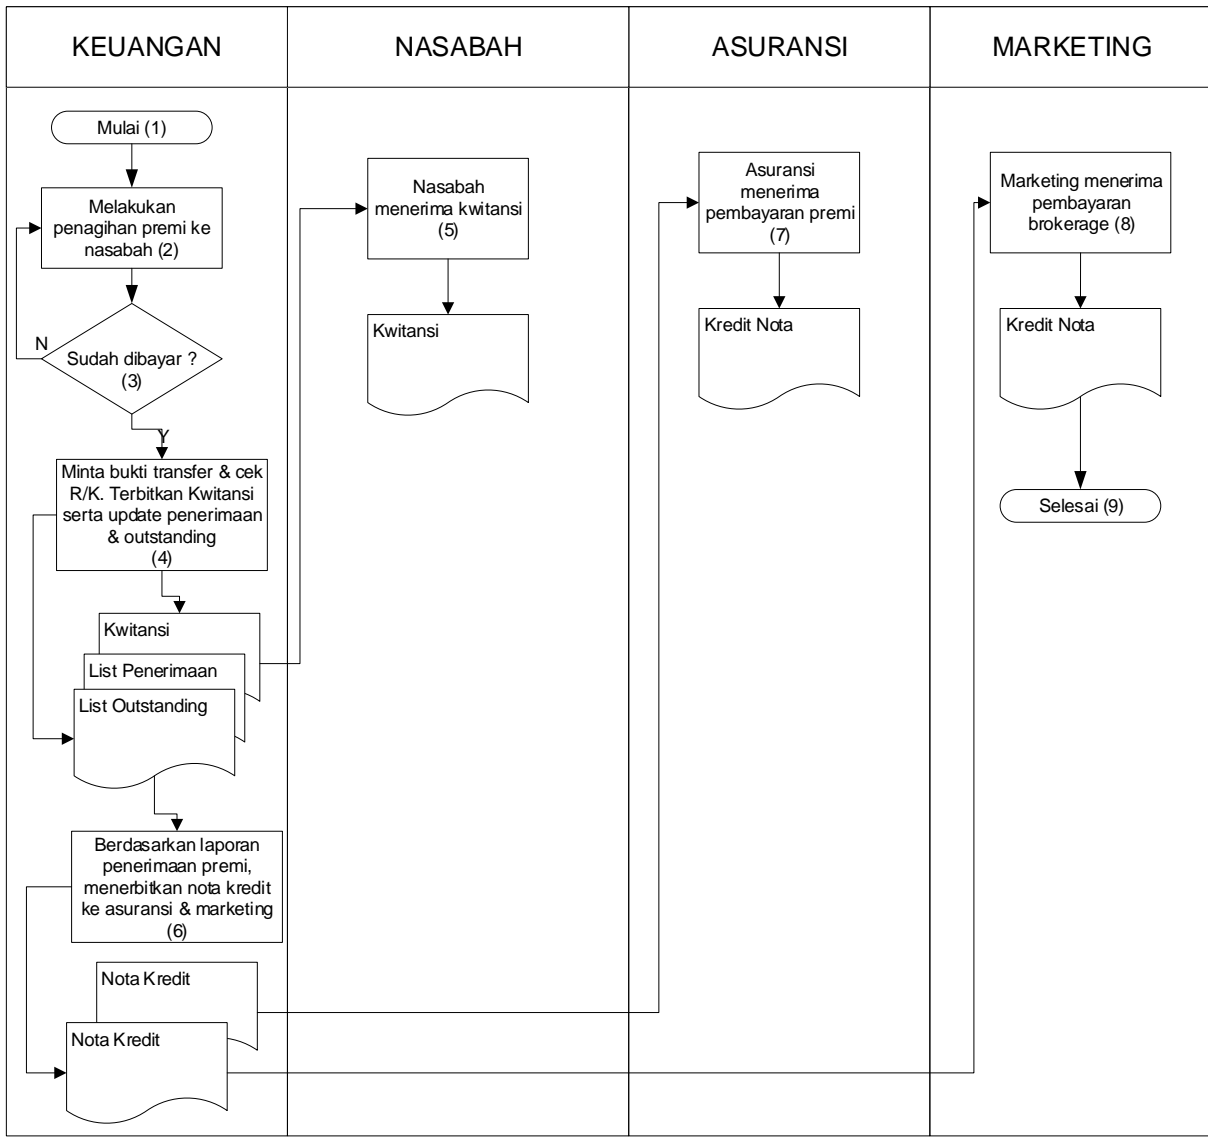 KEUANGAN
NASABAH
ASURANSI
MARKETING
Mulai (1)
Melakukan
penagihan premi ke
nasabah (2)
N
Sudah dibayar ?
(3)
Y
Minta bukti transfer & cek
R/K. Terbitkan Kwitansi
serta update penerimaan
& outstanding
(4)
Kwitansi
List Penerimaan
List Outstanding
Berdasarkan laporan
penerimaan premi,
menerbitkan nota kredit
ke asuransi & marketing
(6)
Nota Kredit
Nota Kredit
Nasabah
menerima kwitansi
(5)
Kwitansi
Asuransi
menerima
pembayaran premi
(7)
Kredit Nota
Marketing menerima
pembayaran
brokerage (8)
Kredit Nota
Selesai (9)